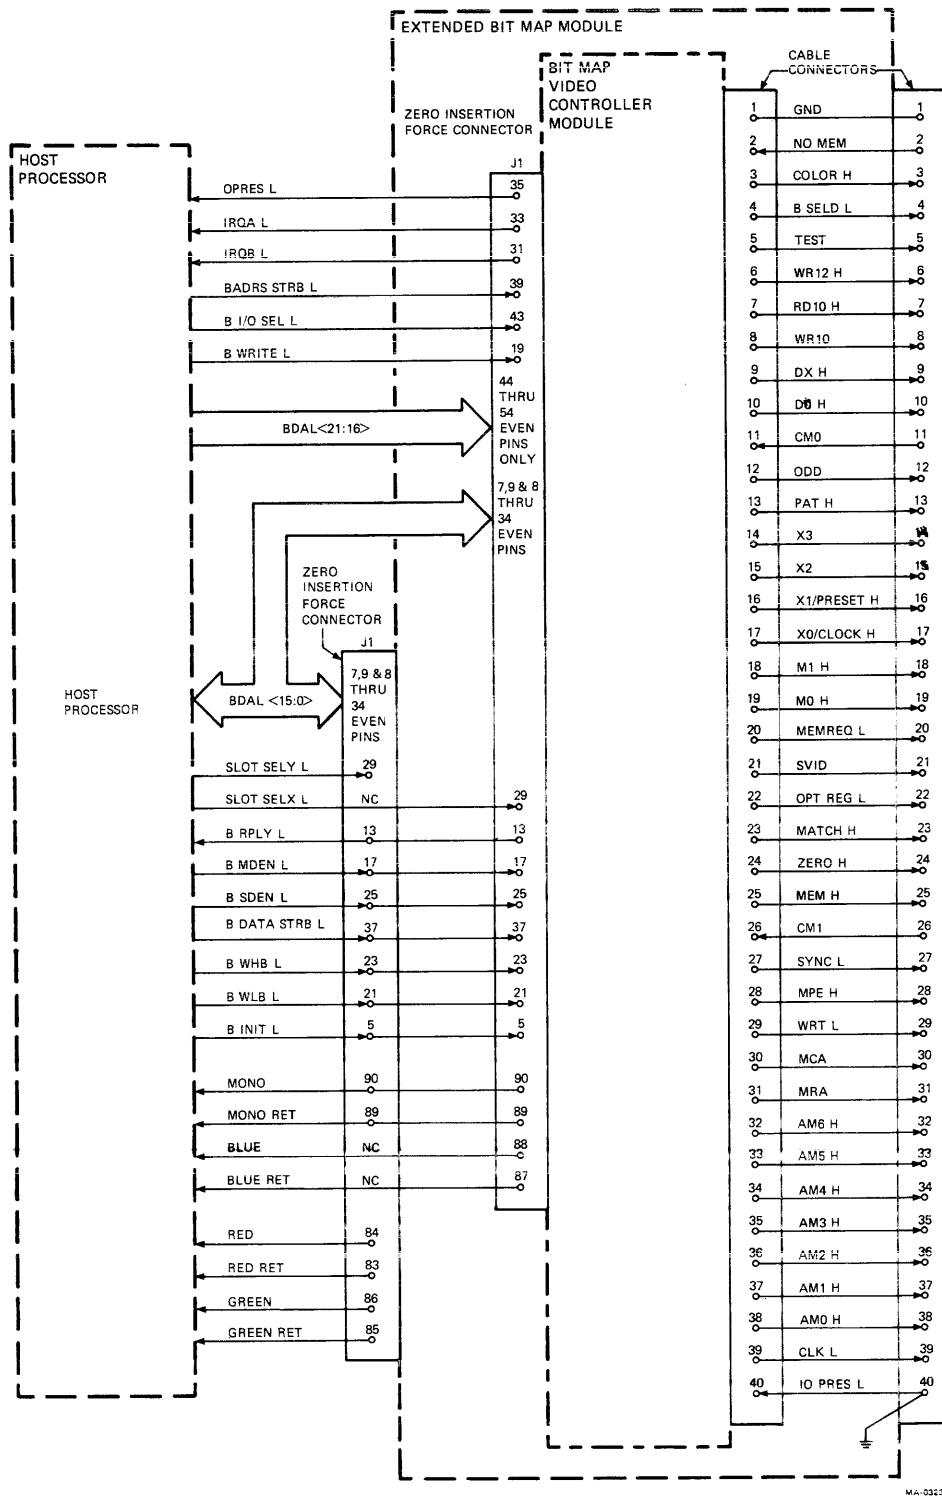 EXTENDED BIT MAP MODULE
BIT MAP
VIDEO
CONTROLLER
MODULE
CABLE
CONNECTORS
ZERO INSERTION
FORCE CONNECTOR
HOST
PROCESSOR
J1
OPRES L 35
IRQA L 33
IRQB L 31
BADRS STRB L 39
B I/O SEL L 43
B WRITE L 19
44
THRU
54
EVEN
PINS
ONLY
BDAL<21:16>
7,9 & 8
THRU
34
EVEN
PINS
ZERO
INSERTION
FORCE
CONNECTOR
J1
7,9 & 8
THRU
34
EVEN
PINS
HOST
PROCESSOR
BDAL <15:0>
SLOT SELY L 29
SLOT SELX L NC 29
B RPLY L 13 13
B MDEN L 17 17
B SDEN L 25 25
B DATA STRB L 37 37
B WHB L 23 23
B WLB L 21 21
B INIT L 5 5
MONO 90 90
MONO RET 89 89
BLUE NC 88
BLUE RET NC 87
RED 84
RED RET 83
GREEN 86
GREEN RET 85
1 GND 1
2 NO MEM 2
3 COLOR H 3
4 B SELD L 4
5 TEST 5
6 WR12 H 6
7 RD10 H 7
8 WR10 8
9 DX H 9
10 D0 H 10
11 CM0 11
12 ODD 12
13 PAT H 13
14 X3 14
15 X2 15
16 X1/PRESET H 16
17 X0/CLOCK H 17
18 M1 H 18
19 M0 H 19
20 MEMREQ L 20
21 SVID 21
22 OPT REG L 22
23 MATCH H 23
24 ZERO H 24
25 MEM H 25
26 CM1 26
27 SYNC L 27
28 MPE H 28
29 WRT L 29
30 MCA 30
31 MRA 31
32 AM6 H 32
33 AM5 H 33
34 AM4 H 34
35 AM3 H 35
36 AM2 H 36
37 AM1 H 37
38 AM0 H 38
39 CLK L 39
40 IO PRES L 40